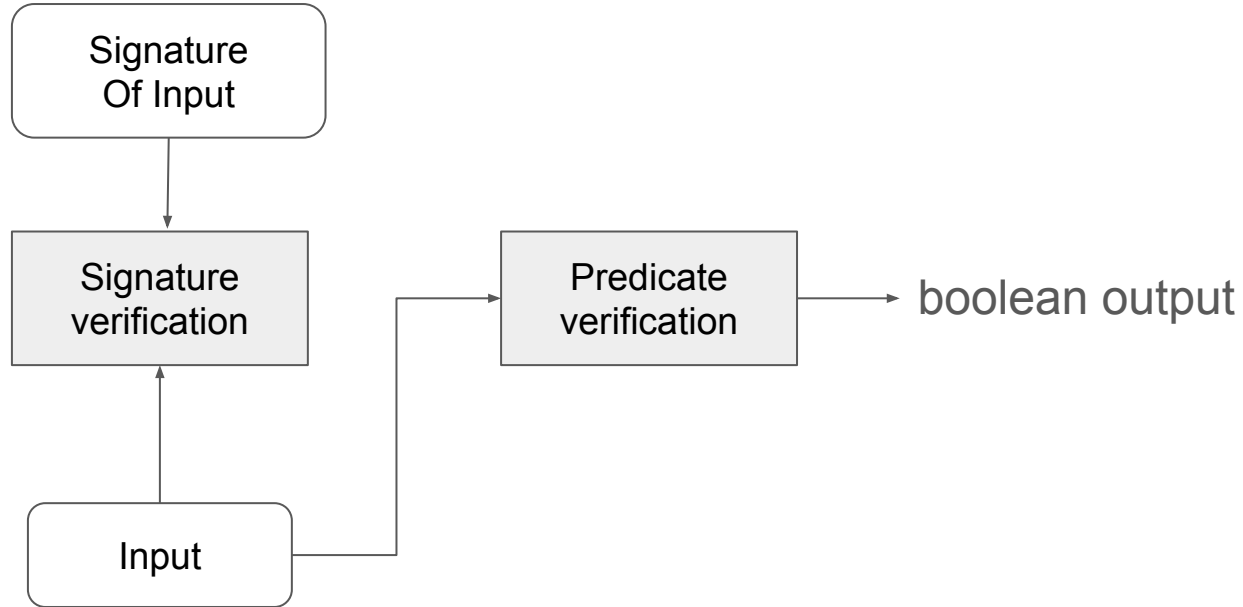 Signature
Of Input
Signature
verification
Predicate
verification
boolean output
Input